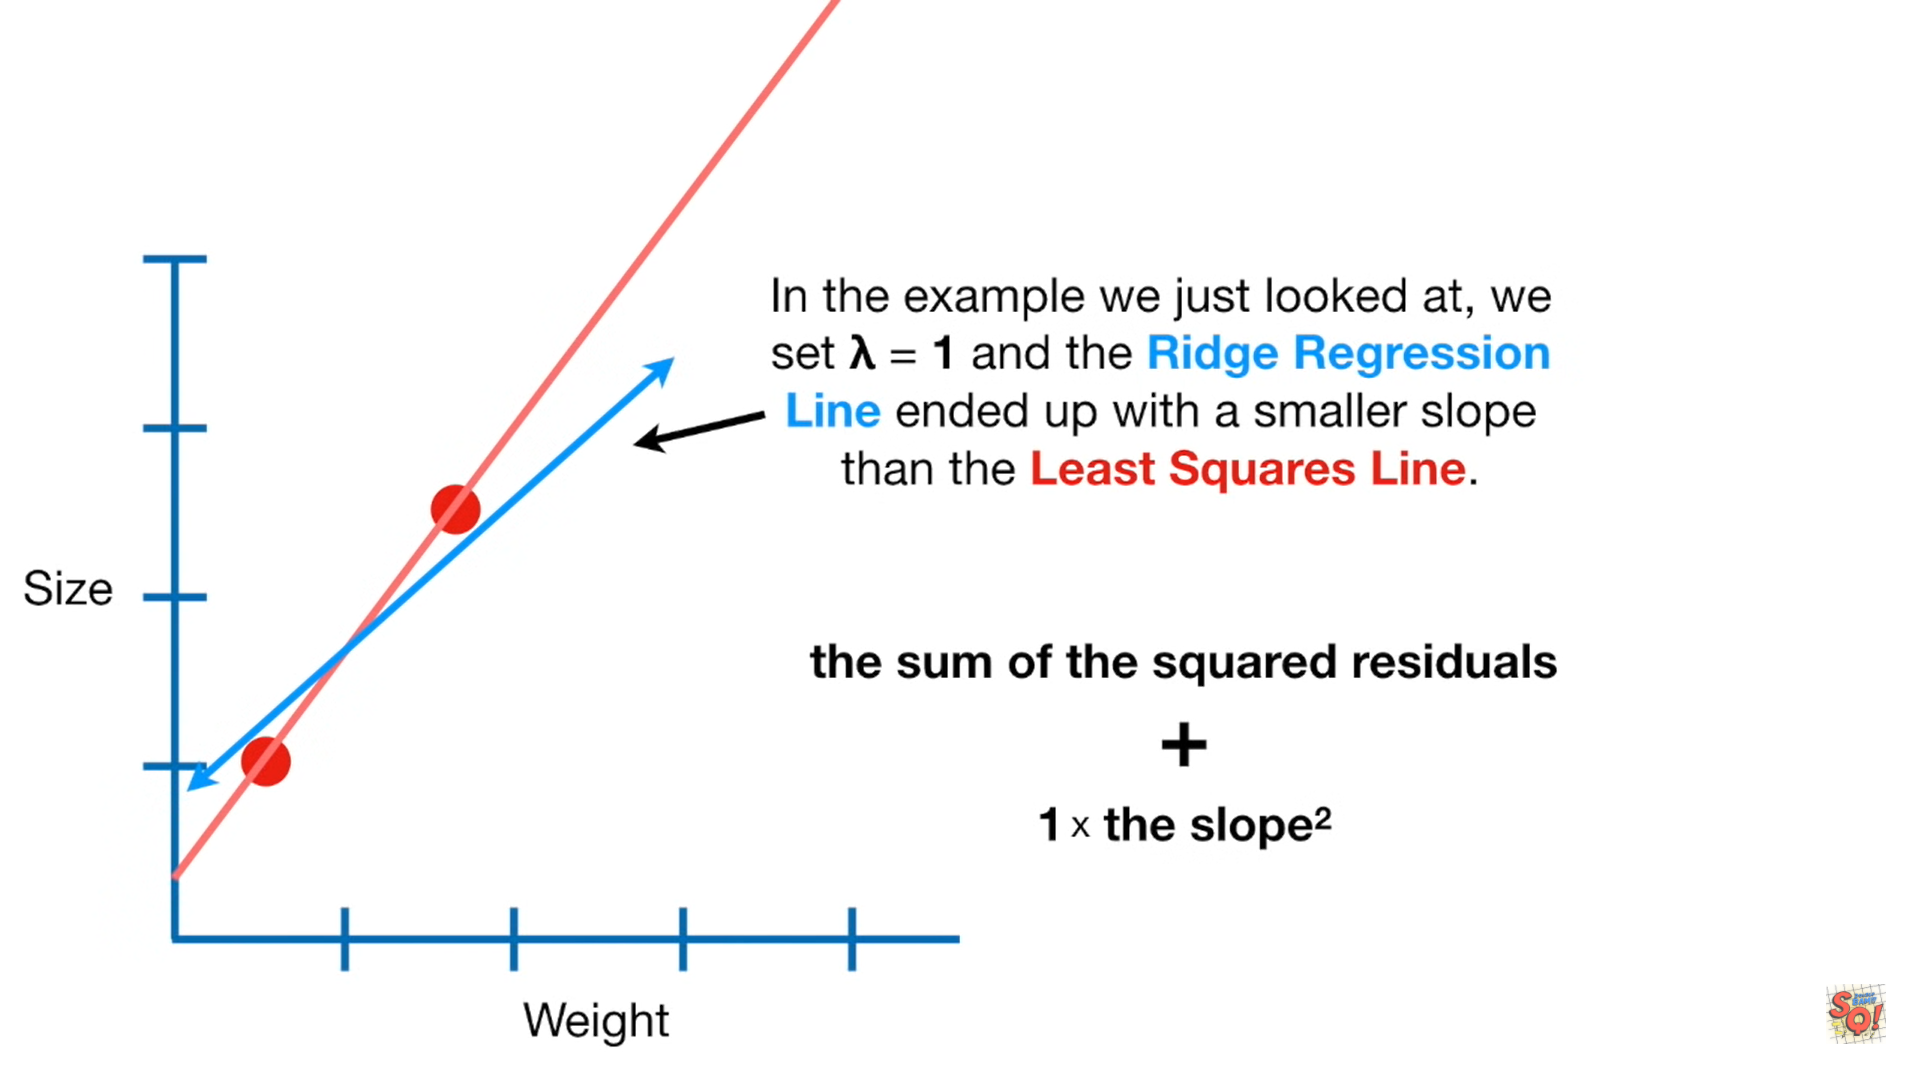 In the example we just looked at, we
set λ = 1 and the Ridge Regression
Line ended up with a smaller slope
than the Least Squares Line.
Size
the sum of the squared residuals
+
1 x the slope²
Weight
SQ!